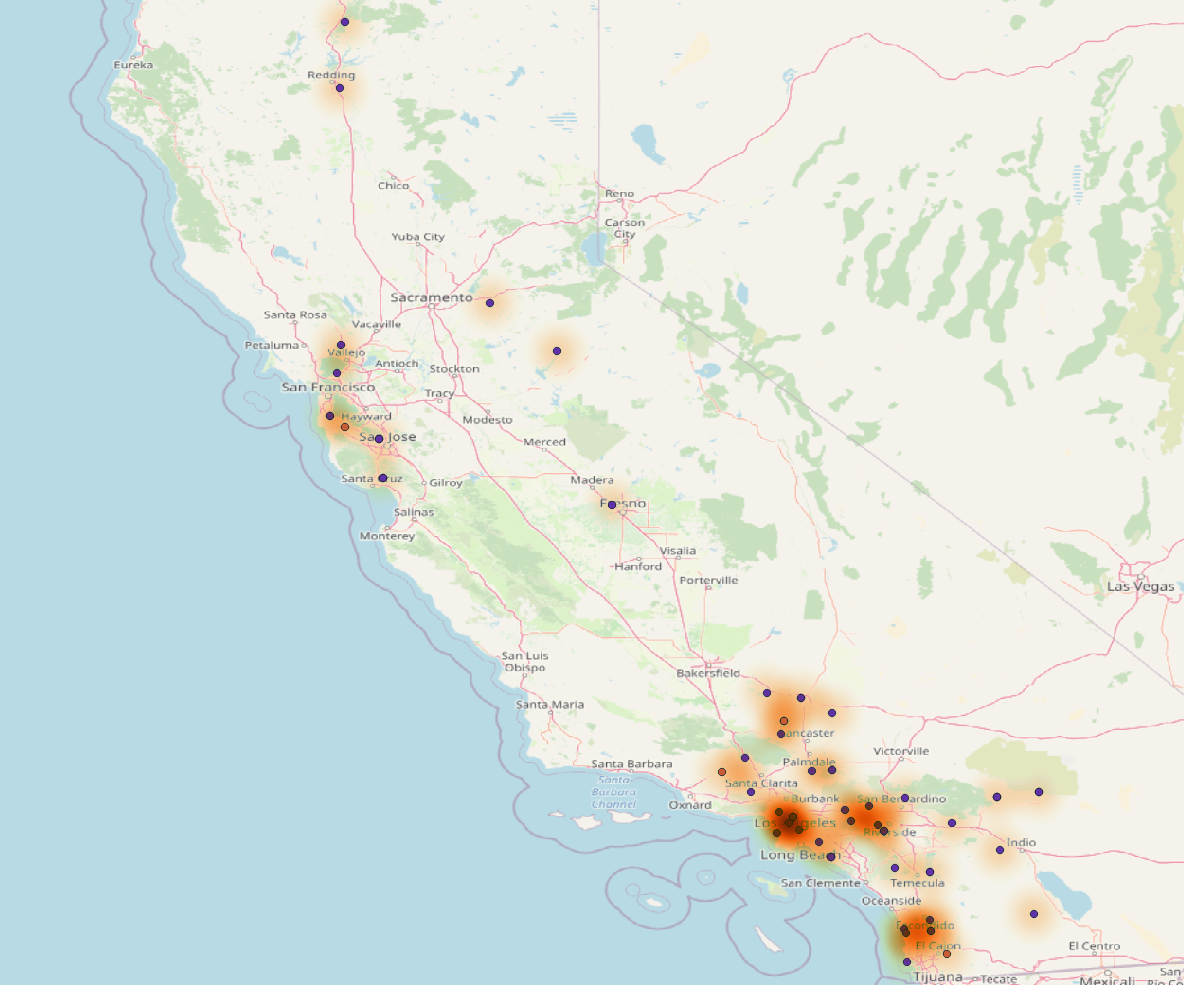 Eureka
Redding
Chico
Reno
Carson
City
Yuba City
Sacramento
Santa Rosa
Vacaville
Petaluma
Vallejo
Antioch
Stockton
San Francisco
Tracy
Hayward
Modesto
San Jose
Merced
Santa Cruz
Gilroy
Madera
Salinas
Fresno
Monterey
Visalia
Hanford
Porterville
Las Vegas
San Luis
Obispo
Bakersfield
Santa Maria
Lancaster
Victorville
Santa Barbara
Palmdale
Santa
Barbara
Channel
Santa Clarita
Oxnard
Burbank
San Bernardino
Los Angeles
Riverside
Indio
Long Beach
San Clemente
Temecula
Oceanside
Escondido
El Cajon
El Centro
Tijuana
Tecate
Mexicali
San